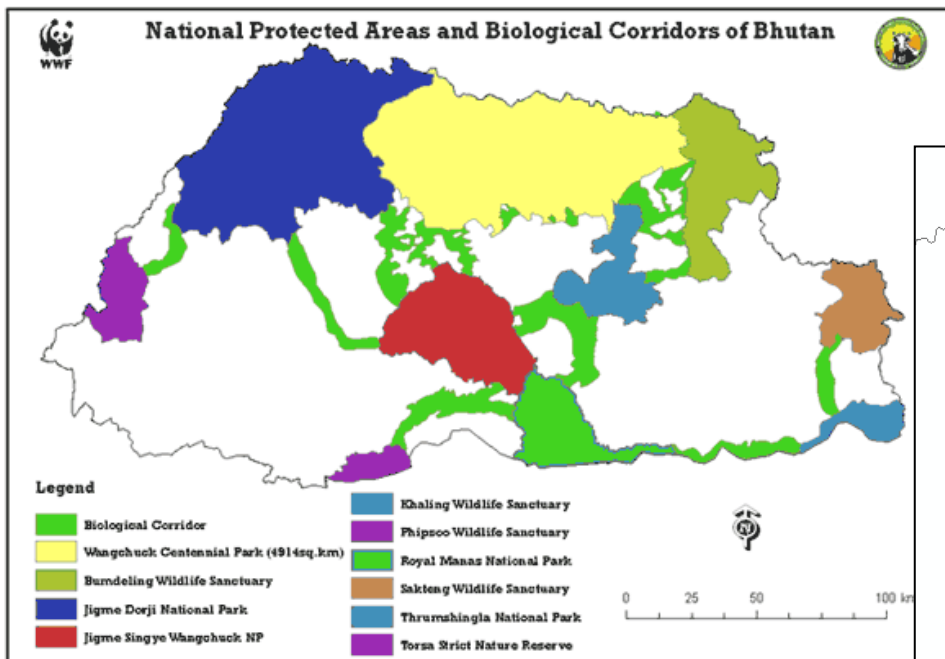 National Protected Areas and Biological Corridors of Bhutan
WWF
Legend
Biological Corridor
Wangchuck Centennial Park (4914sq.km)
Bumdeling Wildlife Sanctuary
Jigme Dorji National Park
Jigme Singye Wangchuck NP
Khaling Wildlife Sanctuary
Phipsoo Wildlife Sanctuary
Royal Manas National Park
Sakteng Wildlife Sanctuary
Thrumshingla National Park
Torsa Strict Nature Reserve
N
0 25 50 100 km